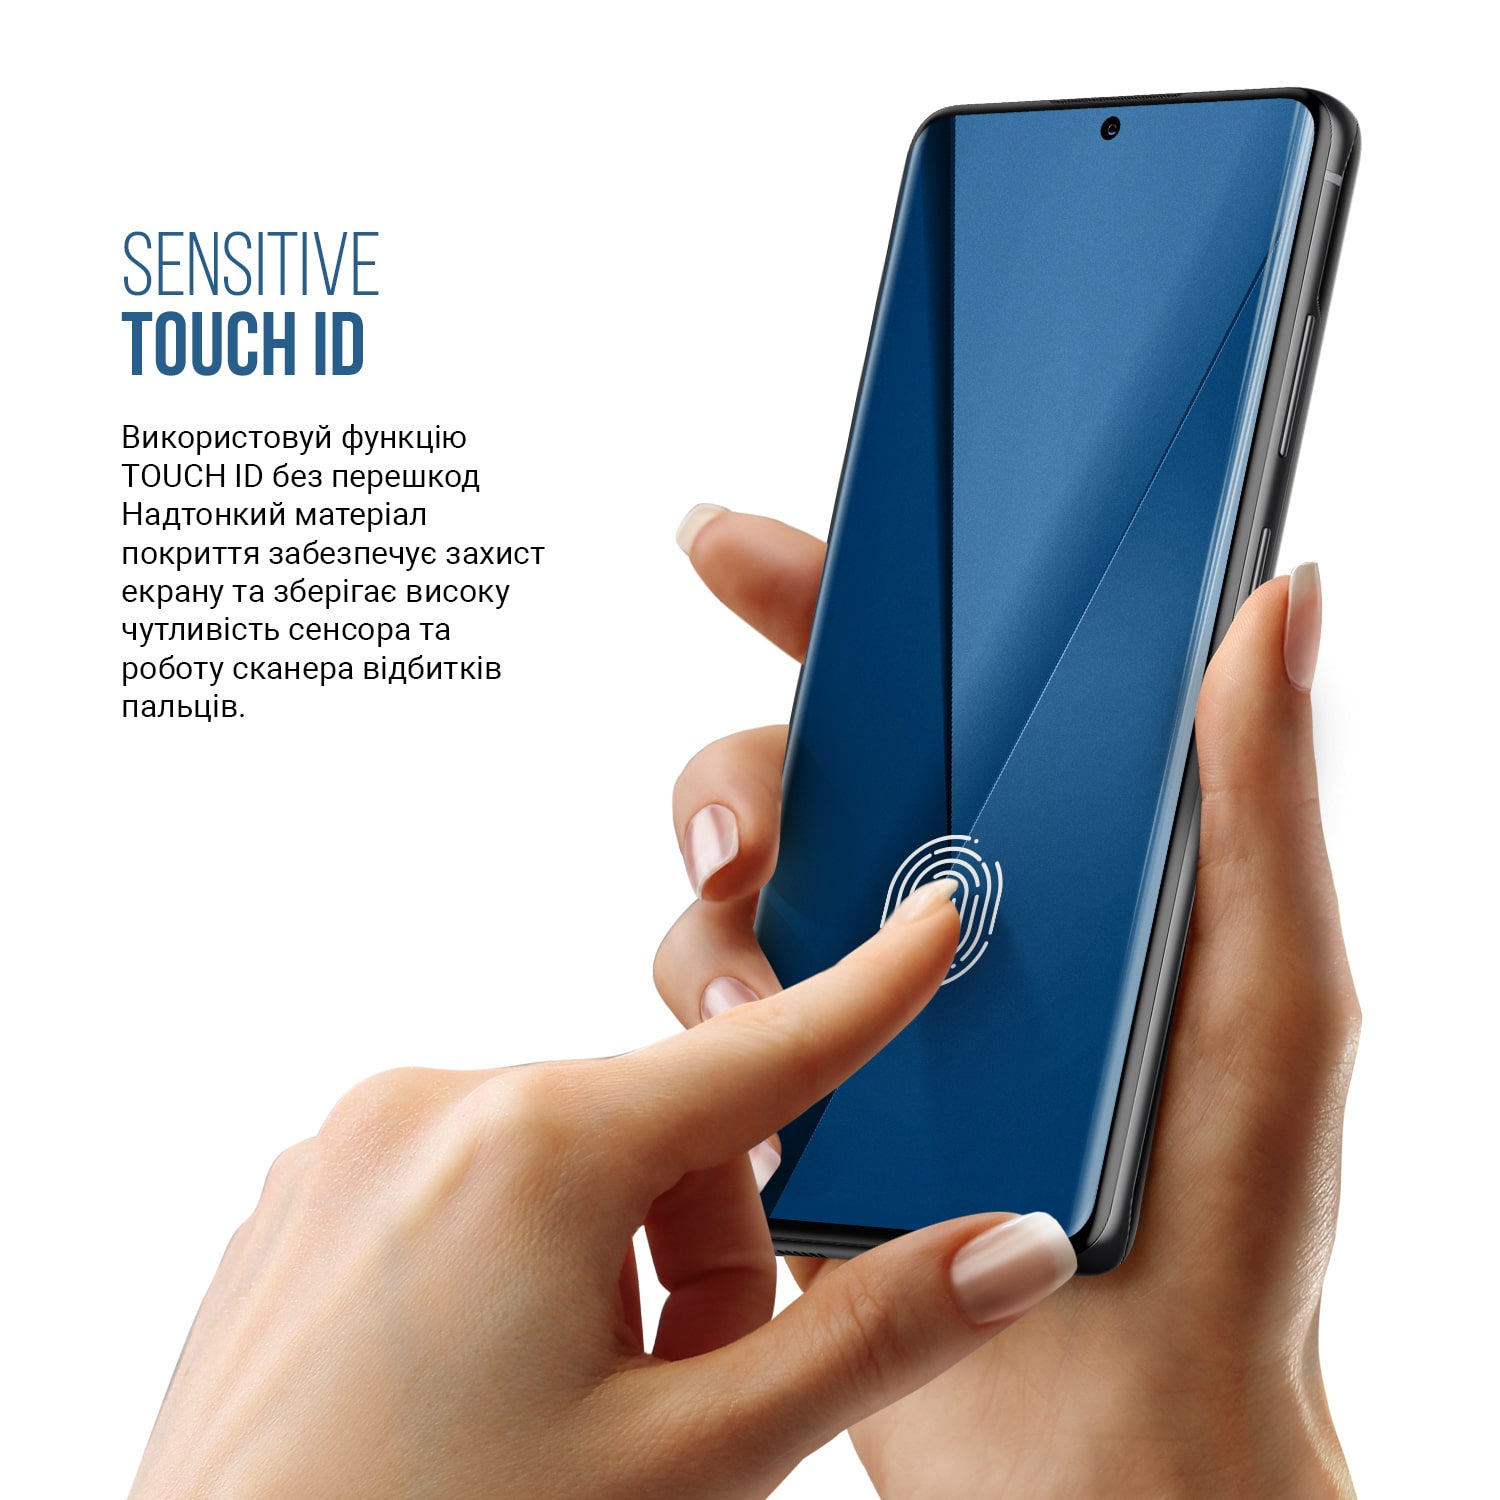 SENSITIVE
TOUCH ID
Використовуй функцію
TOUCH ID без перешкод
Надтонкий матеріал
покриття забезпечує захист
екрану та зберігає високу
чутливість сенсора та
роботу сканера відбитків
пальців.